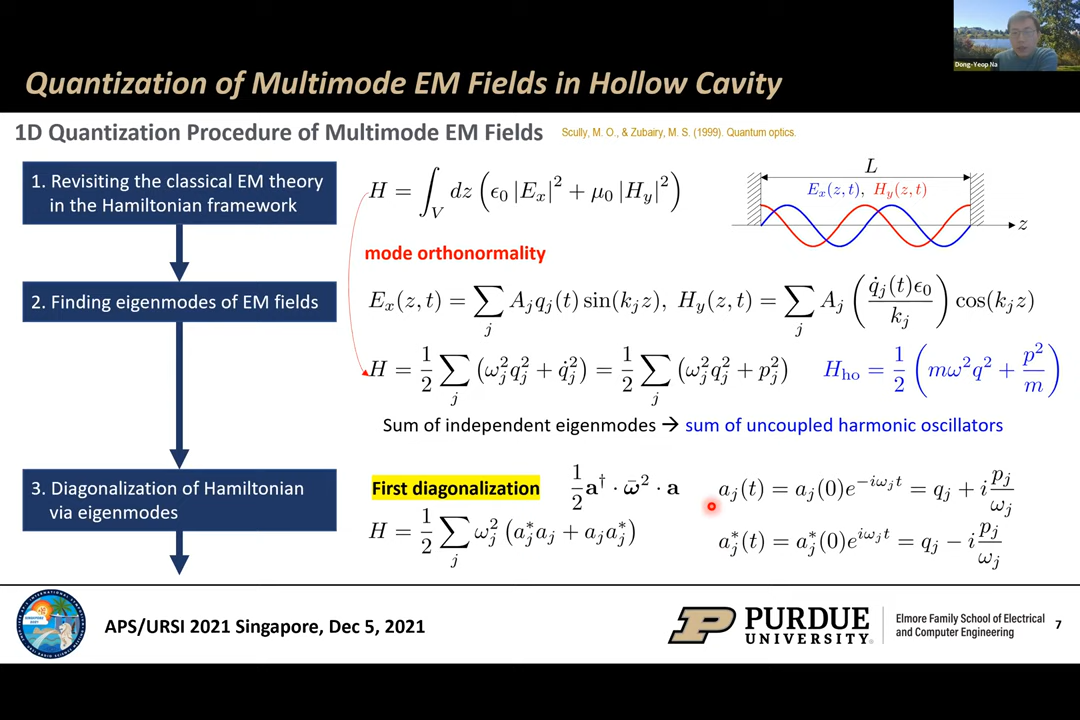 Dong-Yeop Na
Quantization of Multimode EM Fields in Hollow Cavity
1D Quantization Procedure of Multimode EM Fields
Scully, M. O., & Zubairy, M. S. (1999). Quantum optics.
1. Revisiting the classical EM theory
in the Hamiltonian framework
H = ∫_V dz (ϵ₀ |E_x|² + μ₀ |H_y|²)
L
E_x(z, t), H_y(z, t)
z
mode orthonormality
2. Finding eigenmodes of EM fields
E_x(z, t) = ∑_j A_j q_j(t) sin(k_j z), H_y(z, t) = ∑_j A_j (q̇_j(t)ϵ₀ / k_j) cos(k_j z)
H = 1/2 ∑_j (ω_j² q_j² + q̇_j²) = 1/2 ∑_j (ω_j² q_j² + p_j²)
H_ho = 1/2 (mω²q² + p²/m)
Sum of independent eigenmodes → sum of uncoupled harmonic oscillators
3. Diagonalization of Hamiltonian
via eigenmodes
First diagonalization
1/2 a† · ω̄² · a
a_j(t) = a_j(0)e^{-iω_j t} = q_j + i p_j/ω_j
H = 1/2 ∑_j ω_j² (a_j* a_j + a_j a_j*)
a_j*(t) = a_j*(0)e^{iω_j t} = q_j − i p_j/ω_j
APS/URSI 2021 Singapore, Dec 5, 2021
P
PURDUE
UNIVERSITY®
Elmore Family School of Electrical
and Computer Engineering
7